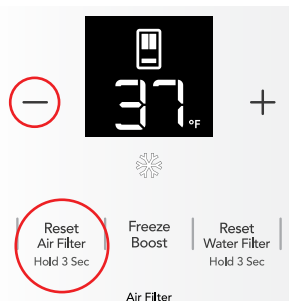 − 37°F +
Reset Air Filter Hold 3 Sec
Freeze Boost
Reset Water Filter Hold 3 Sec
Air Filter